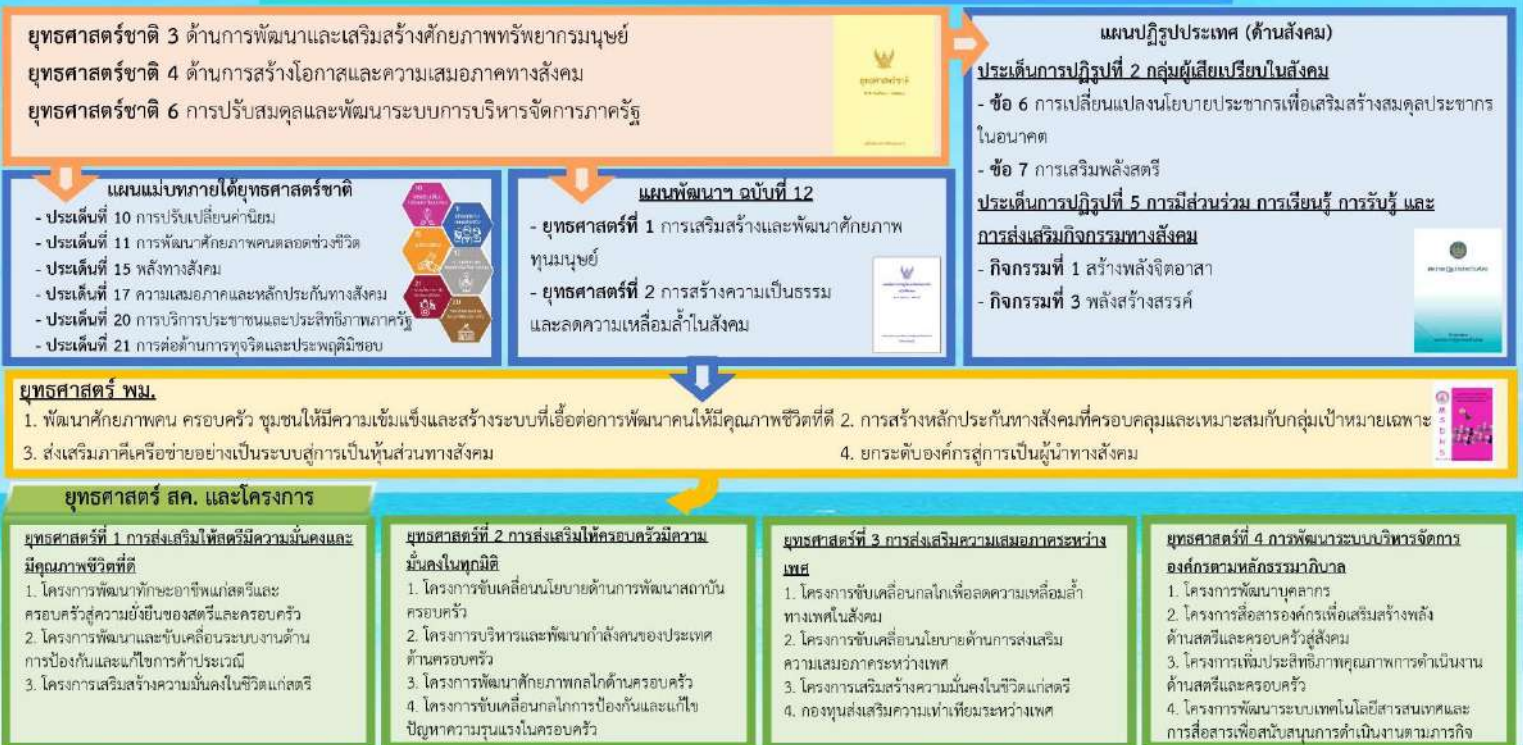 ยุทธศาสตร์ชาติ 3 ด้านการพัฒนาและเสริมสร้างศักยภาพทรัพยากรมนุษย์
ยุทธศาสตร์ชาติ 4 ด้านการสร้างโอกาสและความเสมอภาคทางสังคม
ยุทธศาสตร์ชาติ 6 การปรับสมดุลและพัฒนาระบบการบริหารจัดการภาครัฐ
ยุทธศาสตร์ชาติ
แผนปฏิรูปประเทศ (ด้านสังคม)
ประเด็นการปฏิรูปที่ 2 กลุ่มผู้เสียเปรียบในสังคม
- ข้อ 6 การเปลี่ยนแปลงนโยบายประชากรเพื่อเสริมสร้างสมดุลประชากร
ในอนาคต
- ข้อ 7 การเสริมพลังสตรี
ประเด็นการปฏิรูปที่ 5 การมีส่วนร่วม การเรียนรู้ การรับรู้ และ
การส่งเสริมกิจกรรมทางสังคม
- กิจกรรมที่ 1 สร้างพลังจิตอาสา
- กิจกรรมที่ 3 พลังสร้างสรรค์
แผนแม่บทภายใต้ยุทธศาสตร์ชาติ
- ประเด็นที่ 10 การปรับเปลี่ยนค่านิยม
- ประเด็นที่ 11 การพัฒนาศักยภาพคนตลอดช่วงชีวิต
- ประเด็นที่ 15 พลังทางสังคม
- ประเด็นที่ 17 ความเสมอภาคและหลักประกันทางสังคม
- ประเด็นที่ 20 การบริการประชาชนและประสิทธิภาพภาครัฐ
- ประเด็นที่ 21 การต่อต้านการทุจริตและประพฤติมิชอบ
แผนพัฒนาฯ ฉบับที่ 12
- ยุทธศาสตร์ที่ 1 การเสริมสร้างและพัฒนาศักยภาพ
ทุนมนุษย์
- ยุทธศาสตร์ที่ 2 การสร้างความเป็นธรรม
และลดความเหลื่อมล้ำในสังคม
ยุทธศาสตร์ พม.
1. พัฒนาศักยภาพคน ครอบครัว ชุมชนให้มีความเข้มแข็งและสร้างระบบที่เอื้อต่อการพัฒนาคนให้มีคุณภาพชีวิตที่ดี 2. การสร้างหลักประกันทางสังคมที่ครอบคลุมและเหมาะสมกับกลุ่มเป้าหมายเฉพาะ
3. ส่งเสริมภาคีเครือข่ายอย่างเป็นระบบสู่การเป็นหุ้นส่วนทางสังคม 4. ยกระดับองค์กรสู่การเป็นผู้นำทางสังคม
ยุทธศาสตร์ สค. และโครงการ
ยุทธศาสตร์ที่ 1 การส่งเสริมให้สตรีมีความมั่นคงและ
มีคุณภาพชีวิตที่ดี
1. โครงการพัฒนาทักษะอาชีพแก่สตรีและ
ครอบครัวสู่ความยั่งยืนของสตรีและครอบครัว
2. โครงการพัฒนาและขับเคลื่อนระบบงานด้าน
การป้องกันและแก้ไขการค้าประเวณี
3. โครงการเสริมสร้างความมั่นคงในชีวิตแก่สตรี
ยุทธศาสตร์ที่ 2 การส่งเสริมให้ครอบครัวมีความ
มั่นคงในทุกมิติ
1. โครงการขับเคลื่อนนโยบายด้านการพัฒนาสถาบัน
ครอบครัว
2. โครงการบริหารและพัฒนากำลังคนของประเทศ
ด้านครอบครัว
3. โครงการพัฒนาศักยภาพกลไกด้านครอบครัว
4. โครงการขับเคลื่อนกลไกการป้องกันและแก้ไข
ปัญหาความรุนแรงในครอบครัว
ยุทธศาสตร์ที่ 3 การส่งเสริมความเสมอภาคระหว่าง
เพศ
1. โครงการขับเคลื่อนกลไกเพื่อลดความเหลื่อมล้ำ
ทางเพศในสังคม
2. โครงการขับเคลื่อนนโยบายด้านการส่งเสริม
ความเสมอภาคระหว่างเพศ
3. โครงการเสริมสร้างความมั่นคงในชีวิตแก่สตรี
4. กองทุนส่งเสริมความเท่าเทียมระหว่างเพศ
ยุทธศาสตร์ที่ 4 การพัฒนาระบบบริหารจัดการ
องค์กรตามหลักธรรมาภิบาล
1. โครงการพัฒนาบุคลากร
2. โครงการสื่อสารองค์กรเพื่อเสริมสร้างพลัง
ด้านสตรีและครอบครัวสู่สังคม
3. โครงการเพิ่มประสิทธิภาพคุณภาพการดำเนินงาน
ด้านสตรีและครอบครัว
4. โครงการพัฒนาระบบเทคโนโลยีสารสนเทศและ
การสื่อสารเพื่อสนับสนุนการดำเนินงานตามภารกิจ